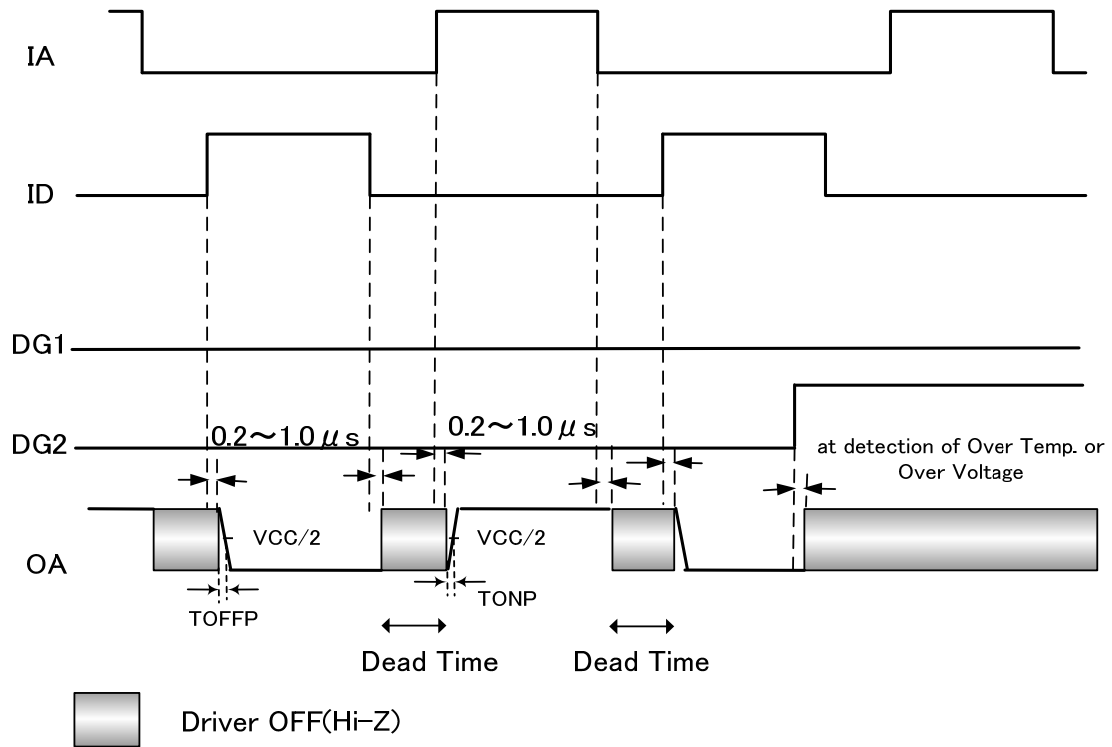 IA
ID
DG1
DG2
0.2～1.0μs
0.2～1.0μs
at detection of Over Temp. or
Over Voltage
OA
VCC/2
VCC/2
TOFFP
TONP
Dead Time
Dead Time
Driver OFF(Hi-Z)